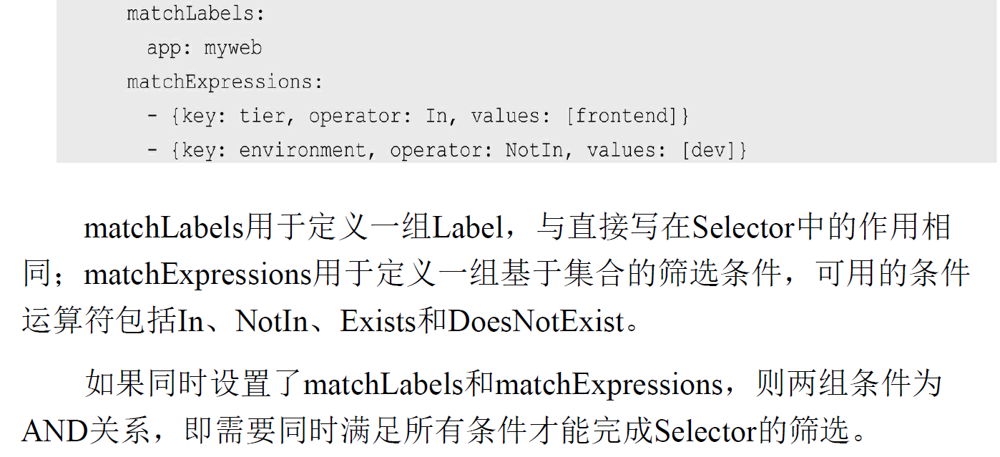 matchLabels:
app: myweb
matchExpressions:
- {key: tier, operator: In, values: [frontend]}
- {key: environment, operator: NotIn, values: [dev]}
matchLabels用于定义一组Label，与直接写在Selector中的作用相
同；matchExpressions用于定义一组基于集合的筛选条件，可用的条件
运算符包括In、NotIn、Exists和DoesNotExist。
如果同时设置了matchLabels和matchExpressions，则两组条件为
AND关系，即需要同时满足所有条件才能完成Selector的筛选。